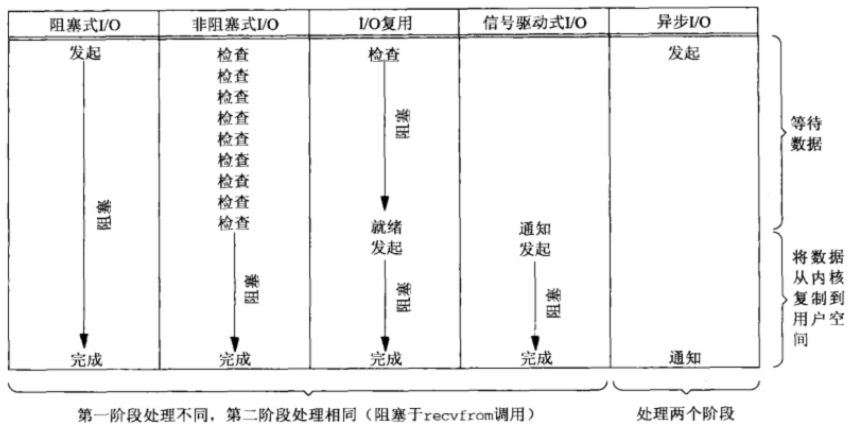 阻塞式I/O 非阻塞式I/O I/O复用 信号驱动式I/O 异步I/O
发起 检查 检查 发起
检查
检查
检查
检查
检查
检查
检查
检查
阻塞
等待
数据
阻塞
就绪 通知
发起 发起
阻塞
阻塞
阻塞
将数据
从内核
复制到
用户空
间
完成 完成 完成 完成 通知
第一阶段处理不同，第二阶段处理相同（阻塞于recvfrom调用） 处理两个阶段